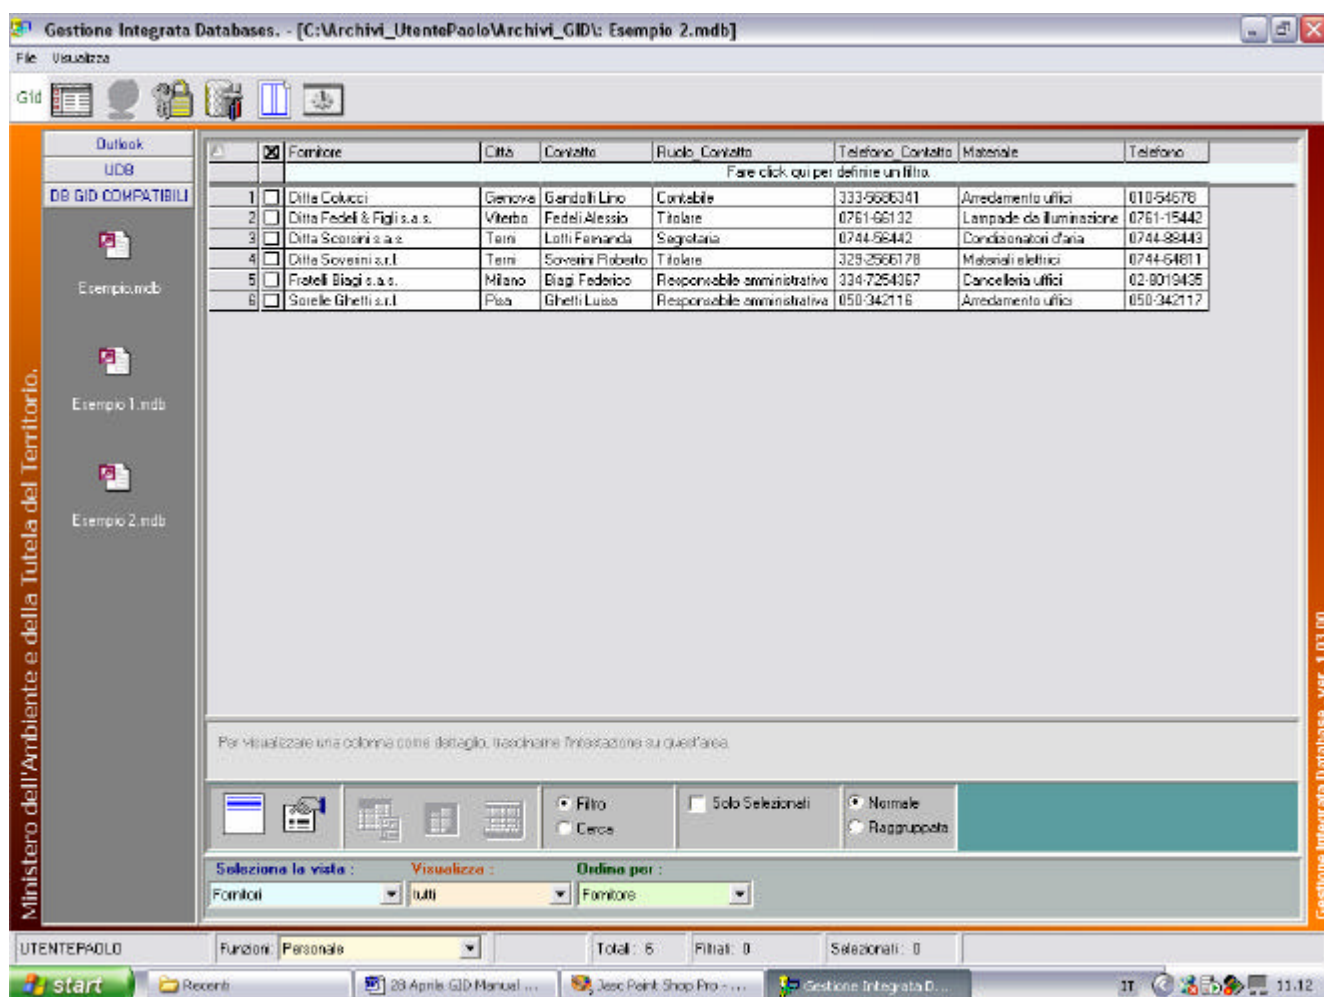 Gestione Integrata Databases. - [C:\Archivi_UtentePaolo\Archivi_GID\: Esempio 2.mdb]
File Visualizza
Gid
Outlook
UDB
DB GID COMPATIBILI
Esempio.mdb
Esempio 1.mdb
Esempio 2.mdb
Ministero dell'Ambiente e della Tutela del Territorio.
Fornitore Città Contatto Ruolo_Contatto Telefono_Contatto Materiale Telefono
Fare click qui per definire un filtro.
1 Ditta Colucci Genova Gandolfi Lino Contabile 333-5686341 Arredamento uffici 010-54678
2 Ditta Fedeli & Figli s.a.s. Viterbo Fedeli Alessio Titolare 0761-66132 Lampade da illuminazione 0761-15442
3 Ditta Scorsini s.a.s. Terni Lotti Fernanda Segretaria 0744-56442 Condizionatori d'aria 0744-88443
4 Ditta Soverini s.r.l. Terni Soverini Roberto Titolare 329-2566178 Materiali elettrici 0744-64811
5 Fratelli Biagi s.a.s. Milano Biagi Federico Responsabile amministrativo 334-7254367 Cancelleria uffici 02-8019435
6 Sorelle Ghetti s.r.l. Pisa Ghetti Luisa Responsabile amministrativa 050-342116 Arredamento uffici 050-342117
Per visualizzare una colonna come dettaglio, trascinarne l'intestazione su quest'area.
Filtro
Cerca
Solo Selezionati
Normale
Raggruppata
Seleziona la vista : Visualizza : Ordina per :
Fornitori tutti Fornitore
Gestione Integrata Database ver. 1.03.00
UTENTEPAOLO Funzioni: Personale Totali: 6 Filtrati: 0 Selezionati: 0
start Recenti 28 Aprile GID Manual ... Jasc Paint Shop Pro - ... Gestione Integrata D... IT 11.12